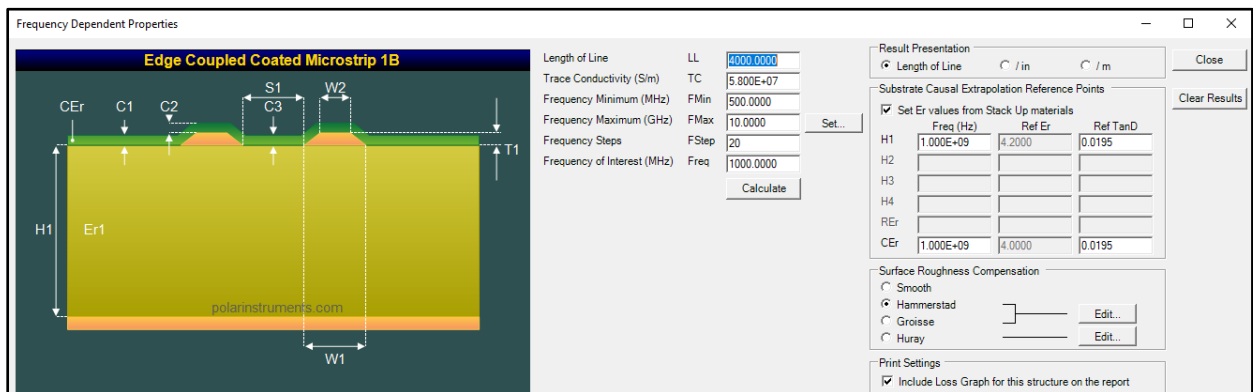 Frequency Dependent Properties
Edge Coupled Coated Microstrip 1B
S1
W2
CEr
C1
C2
C3
T1
H1
Er1
polarinstruments.com
W1
Length of Line LL 4000.0000
Trace Conductivity (S/m) TC 5.800E+07
Frequency Minimum (MHz) FMin 500.0000
Frequency Maximum (GHz) FMax 10.0000 Set...
Frequency Steps FStep 20
Frequency of Interest (MHz) Freq 1000.0000
Calculate
Result Presentation
Length of Line / in / m
Substrate Causal Extrapolation Reference Points
Set Er values from Stack Up materials
Freq (Hz) Ref Er Ref TanD
H1 1.000E+09 4.2000 0.0195
H2
H3
H4
REr
CEr 1.000E+09 4.0000 0.0195
Surface Roughness Compensation
Smooth
Hammerstad
Groisse
Huray
Edit...
Edit...
Print Settings
Include Loss Graph for this structure on the report
Close
Clear Results